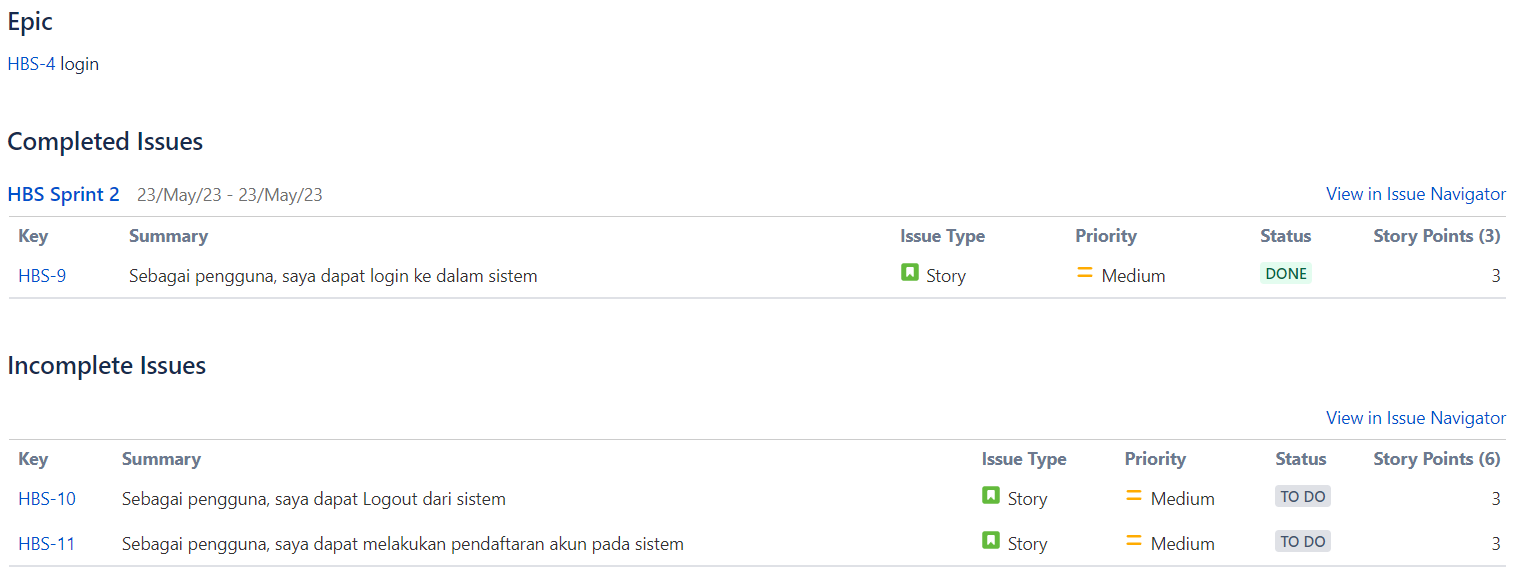 Epic
HBS-4 login
Completed Issues
HBS Sprint 2 23/May/23 - 23/May/23 View in Issue Navigator
Key Summary Issue Type Priority Status Story Points (3)
HBS-9 Sebagai pengguna, saya dapat login ke dalam sistem Story Medium DONE 3
Incomplete Issues
View in Issue Navigator
Key Summary Issue Type Priority Status Story Points (6)
HBS-10 Sebagai pengguna, saya dapat Logout dari sistem Story Medium TO DO 3
HBS-11 Sebagai pengguna, saya dapat melakukan pendaftaran akun pada sistem Story Medium TO DO 3